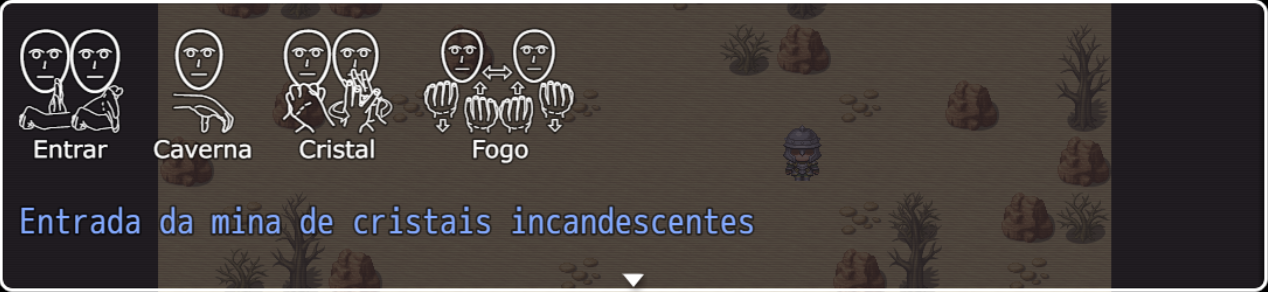 Entrar Caverna Cristal Fogo
Entrada da mina de cristais incandescentes